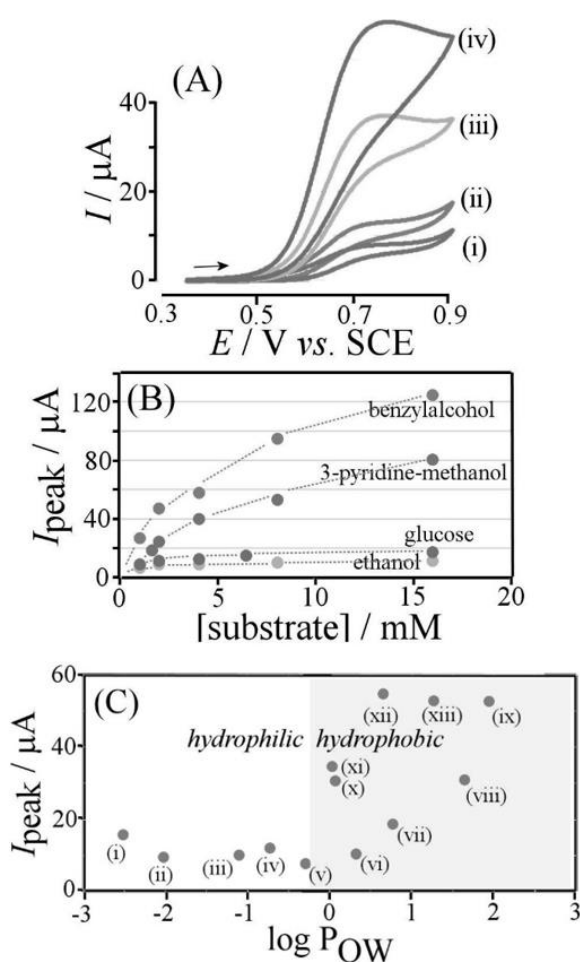 (A)
(iv)
(iii)
(ii)
(i)
I / μA
40
20
0
0.3 0.5 0.7 0.9
E / V vs. SCE
(B)
Ipeak / μA
120
80
40
0
benzylalcohol
3-pyridine-methanol
glucose
ethanol
0 5 10 15 20
[substrate] / mM
(C)
Ipeak / μA
60
40
20
0
hydrophilic hydrophobic
(xii) (xiii) (ix)
(xi)
(x)
(viii)
(vii)
(i) (ii) (iii) (iv) (v) (vi)
-3 -2 -1 0 1 2 3
log POW